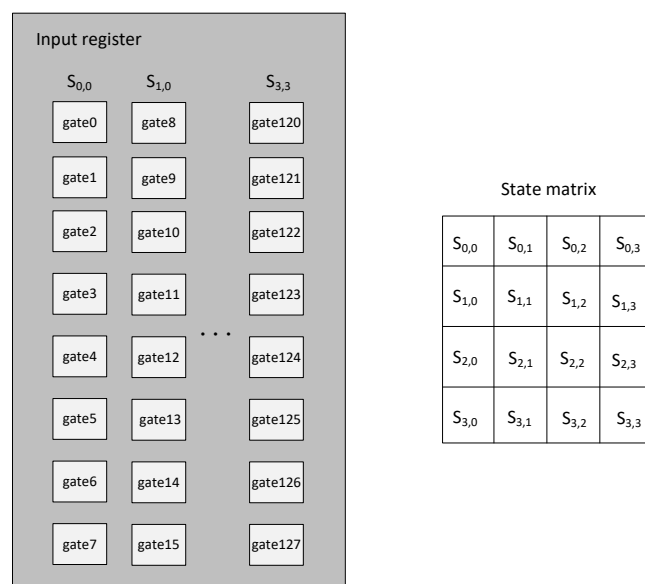 Input register
S0,0 S1,0 S3,3
gate0 gate8 gate120
gate1 gate9 gate121
gate2 gate10 gate122
gate3 gate11 gate123
. . .
gate4 gate12 gate124
gate5 gate13 gate125
gate6 gate14 gate126
gate7 gate15 gate127
State matrix
S0,0 S0,1 S0,2 S0,3
S1,0 S1,1 S1,2 S1,3
S2,0 S2,1 S2,2 S2,3
S3,0 S3,1 S3,2 S3,3